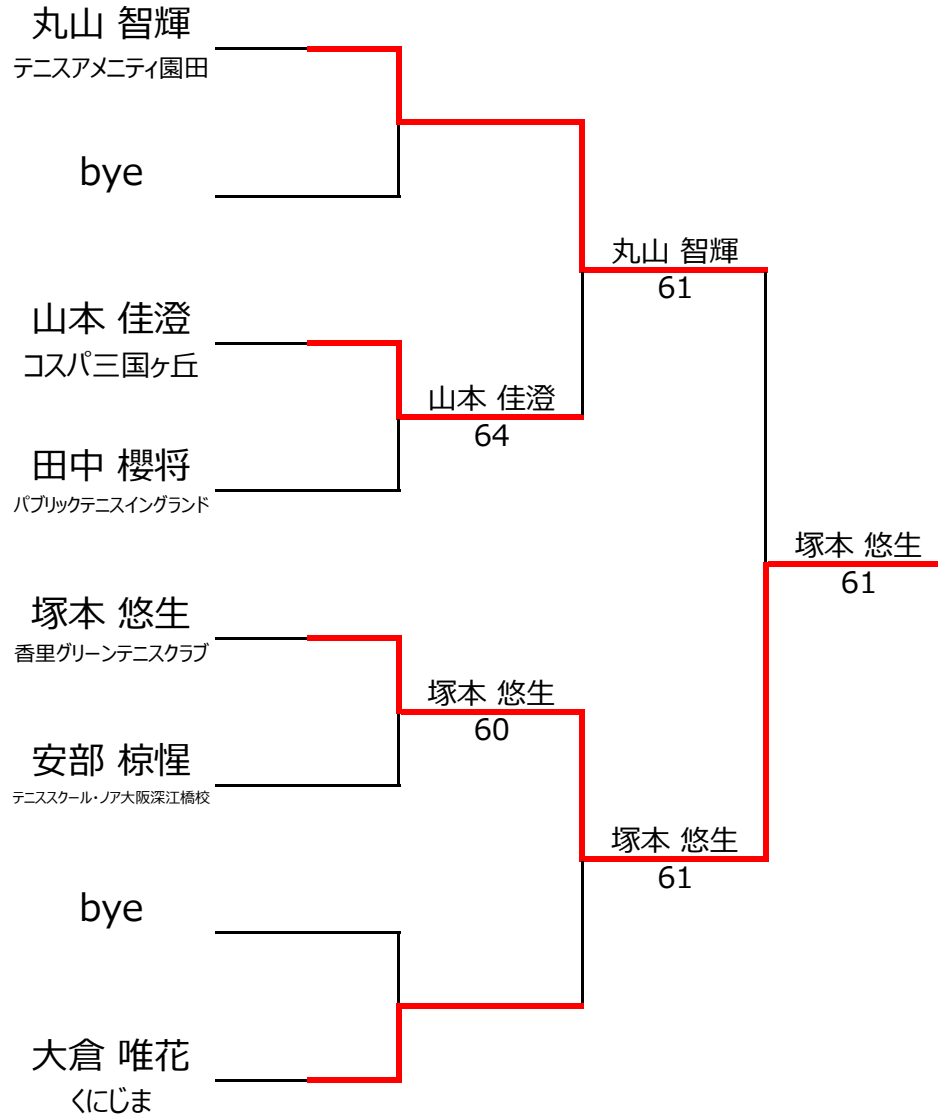 丸山 智輝
テニスアメニティ園田
bye
丸山 智輝
61
山本 佳澄
コスパ三国ヶ丘
山本 佳澄
64
田中 櫻将
パブリックテニスイングランド
塚本 悠生
61
塚本 悠生
香里グリーンテニスクラブ
塚本 悠生
60
安部 椋惺
テニススクール・ノア大阪深江橋校
塚本 悠生
61
bye
大倉 唯花
くにじま